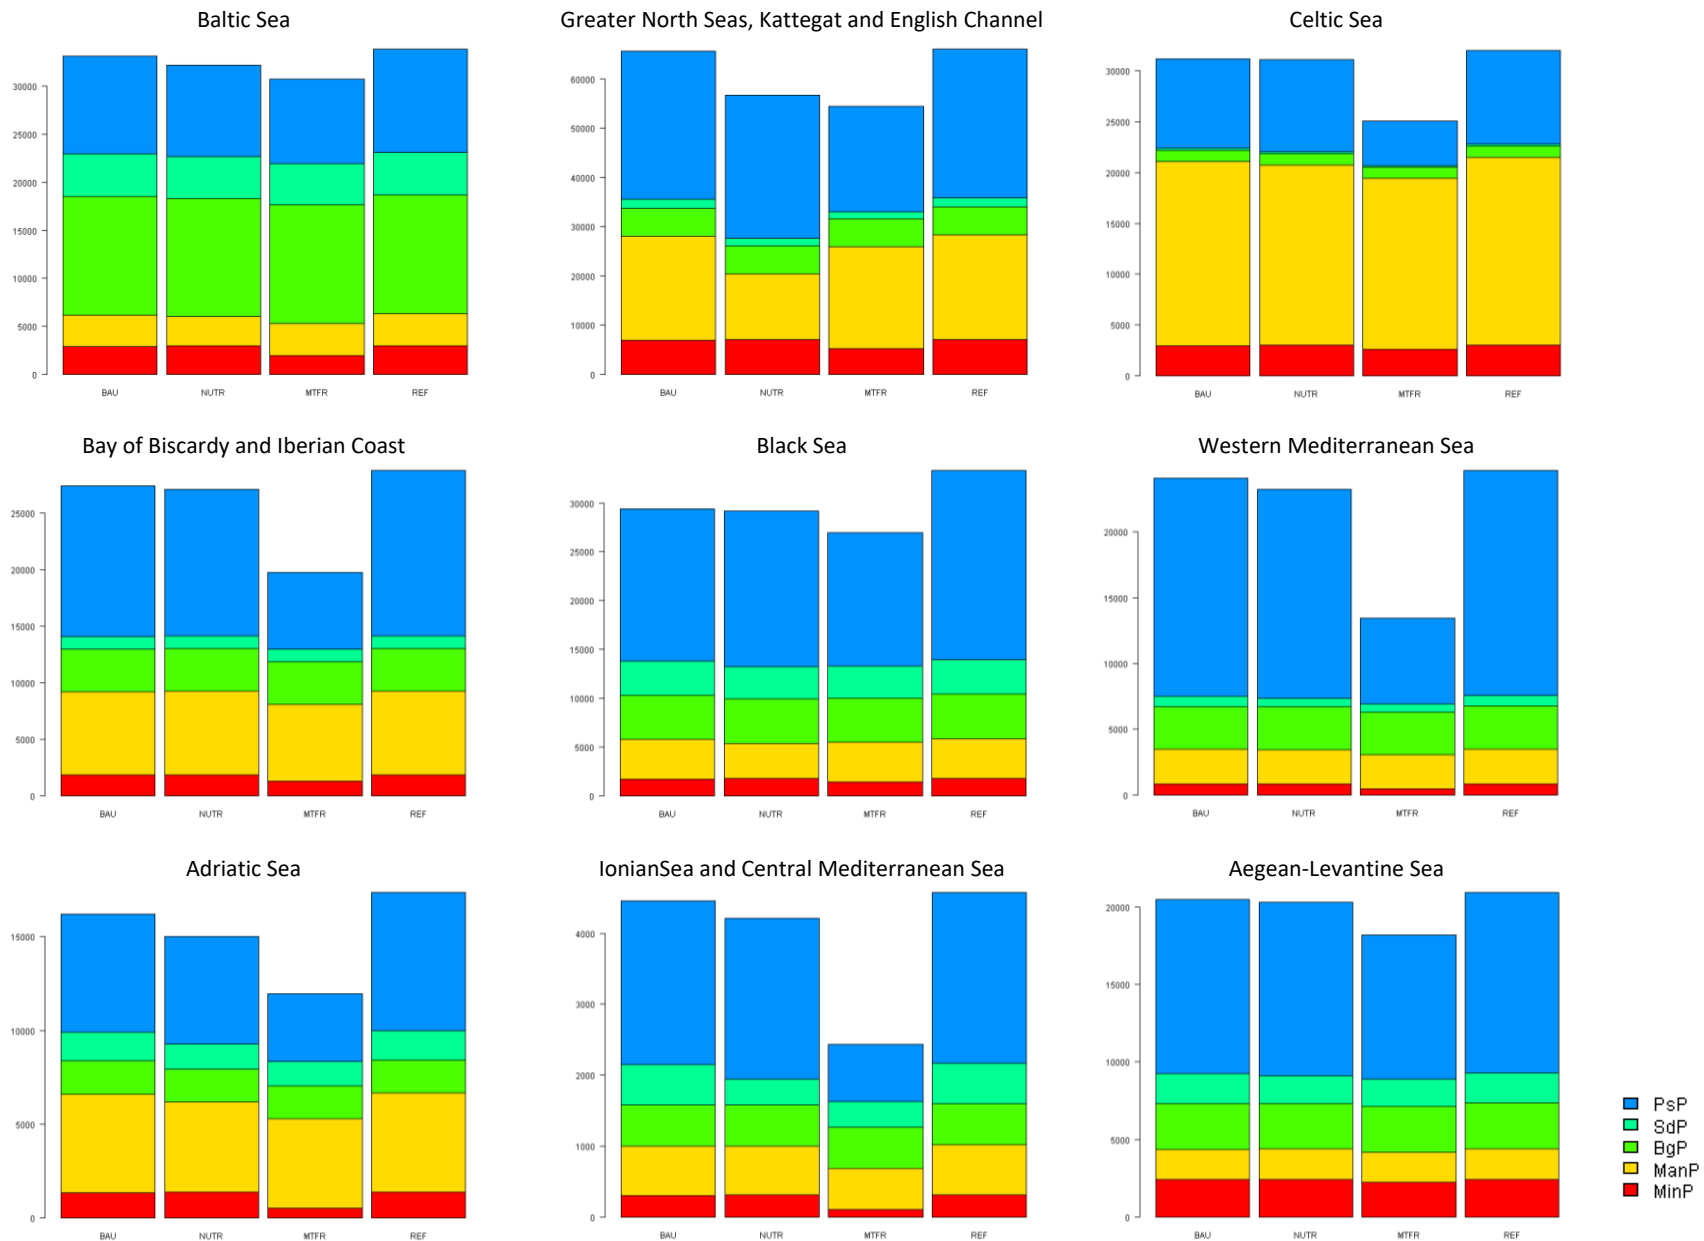 Baltic Sea
Greater North Seas, Kattegat and English Channel
Celtic Sea
30000
25000
20000
15000
10000
5000
0
BAU NUTR MTFR REF
60000
50000
40000
30000
20000
10000
0
BAU NUTR MTFR REF
30000
25000
20000
15000
10000
5000
0
BAU NUTR MTFR REF
Bay of Biscardy and Iberian Coast
Black Sea
Western Mediterranean Sea
25000
20000
15000
10000
5000
0
BAU NUTR MTFR REF
30000
25000
20000
15000
10000
5000
0
BAU NUTR MTFR REF
20000
15000
10000
5000
0
BAU NUTR MTFR REF
Adriatic Sea
IonianSea and Central Mediterranean Sea
Aegean-Levantine Sea
15000
10000
5000
0
BAU NUTR MTFR REF
4000
3000
2000
1000
0
BAU NUTR MTFR REF
20000
15000
10000
5000
0
BAU NUTR MTFR REF
PsP
SdP
BgP
ManP
MinP